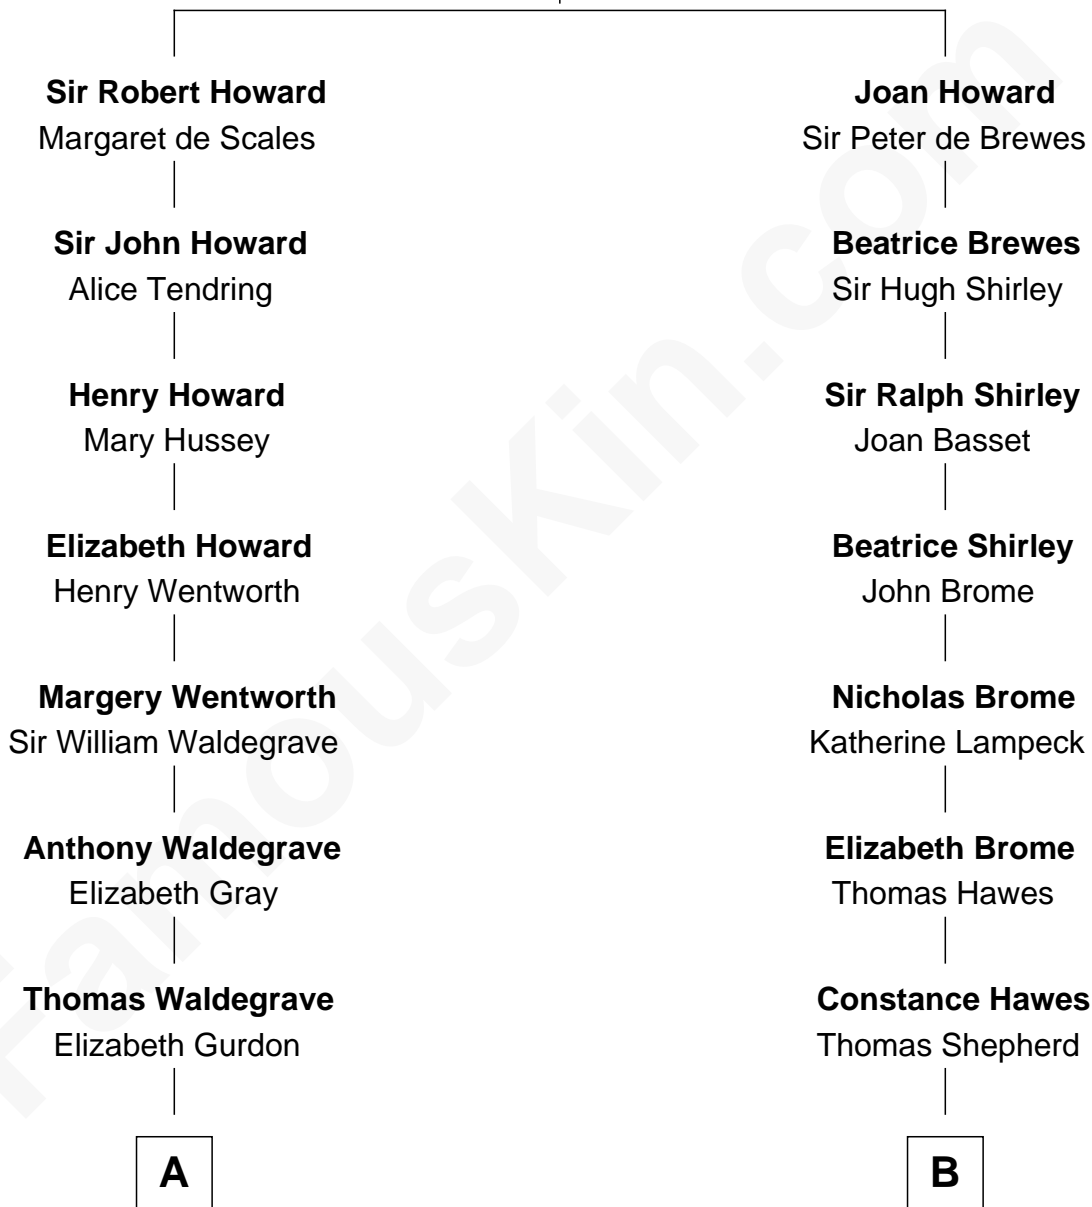 Sir Robert Howard
Margaret de Scales
Sir John Howard
Alice Tendring
Henry Howard
Mary Hussey
Elizabeth Howard
Henry Wentworth
Margery Wentworth
Sir William Waldegrave
Anthony Waldegrave
Elizabeth Gray
Thomas Waldegrave
Elizabeth Gurdon
A
Joan Howard
Sir Peter de Brewes
Beatrice Brewes
Sir Hugh Shirley
Sir Ralph Shirley
Joan Basset
Beatrice Shirley
John Brome
Nicholas Brome
Katherine Lampeck
Elizabeth Brome
Thomas Hawes
Constance Hawes
Thomas Shepherd
B
FamousKin.com